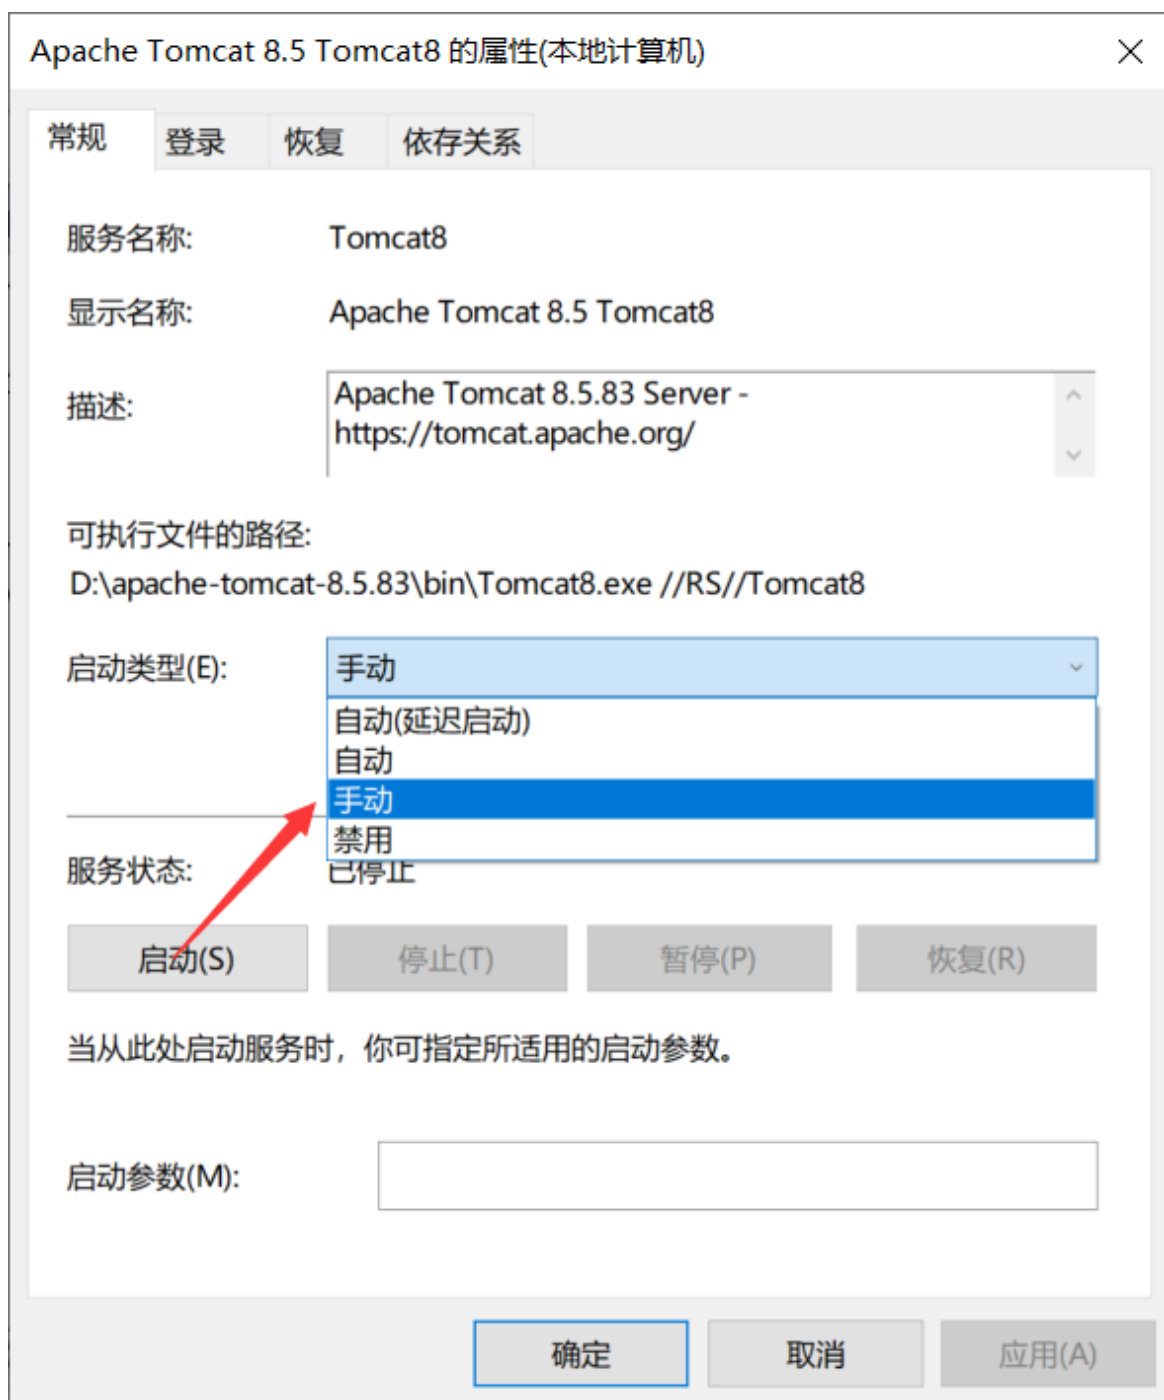 Apache Tomcat 8.5 Tomcat8 的属性(本地计算机)
常规 登录 恢复 依存关系
服务名称: Tomcat8
显示名称: Apache Tomcat 8.5 Tomcat8
描述: Apache Tomcat 8.5.83 Server -
https://tomcat.apache.org/
可执行文件的路径:
D:\apache-tomcat-8.5.83\bin\Tomcat8.exe //RS//Tomcat8
启动类型(E): 手动
自动(延迟启动)
自动
手动
禁用
服务状态: 已停止
启动(S) 停止(T) 暂停(P) 恢复(R)
当从此处启动服务时，你可指定所适用的启动参数。
启动参数(M):
确定 取消 应用(A)